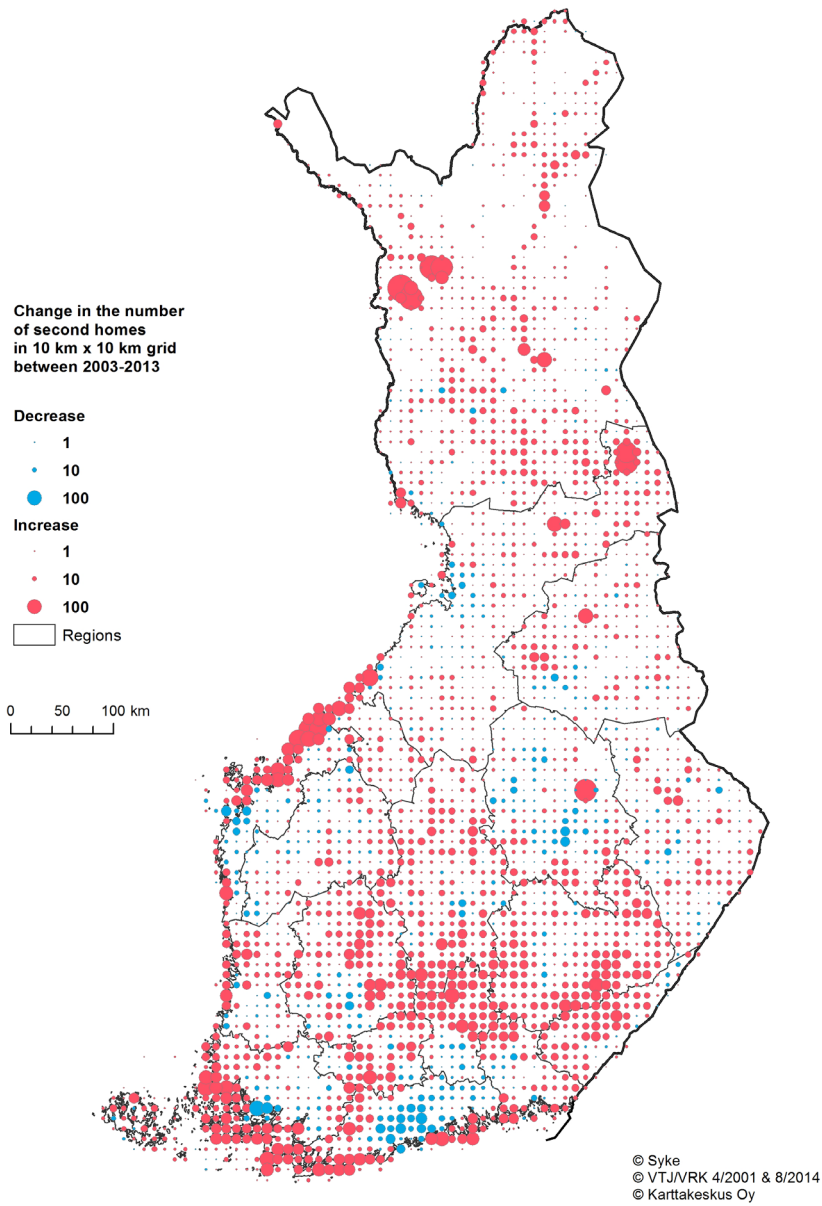 Change in the number
of second homes
in 10 km x 10 km grid
between 2003-2013
Decrease
1
10
100
Increase
1
10
100
Regions
0 50 100 km
© Syke
© VTJ/VRK 4/2001 & 8/2014
© Karttakeskus Oy